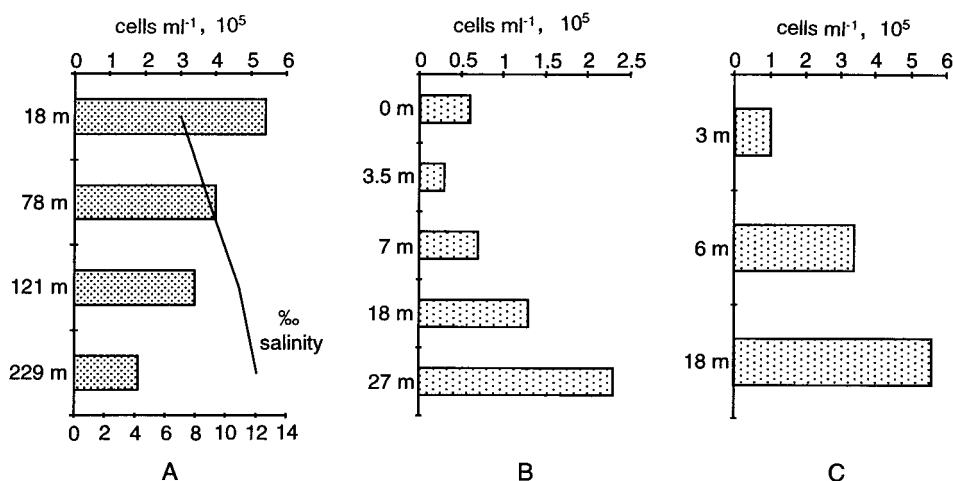 cells ml⁻¹, 10⁵
0 1 2 3 4 5 6
18 m
78 m
121 m
229 m
‰
salinity
0 2 4 6 8 10 12 14
A
cells ml⁻¹, 10⁵
0 0.5 1 1.5 2 2.5
0 m
3.5 m
7 m
18 m
27 m
B
cells ml⁻¹, 10⁵
0 1 2 3 4 5 6
3 m
6 m
18 m
C